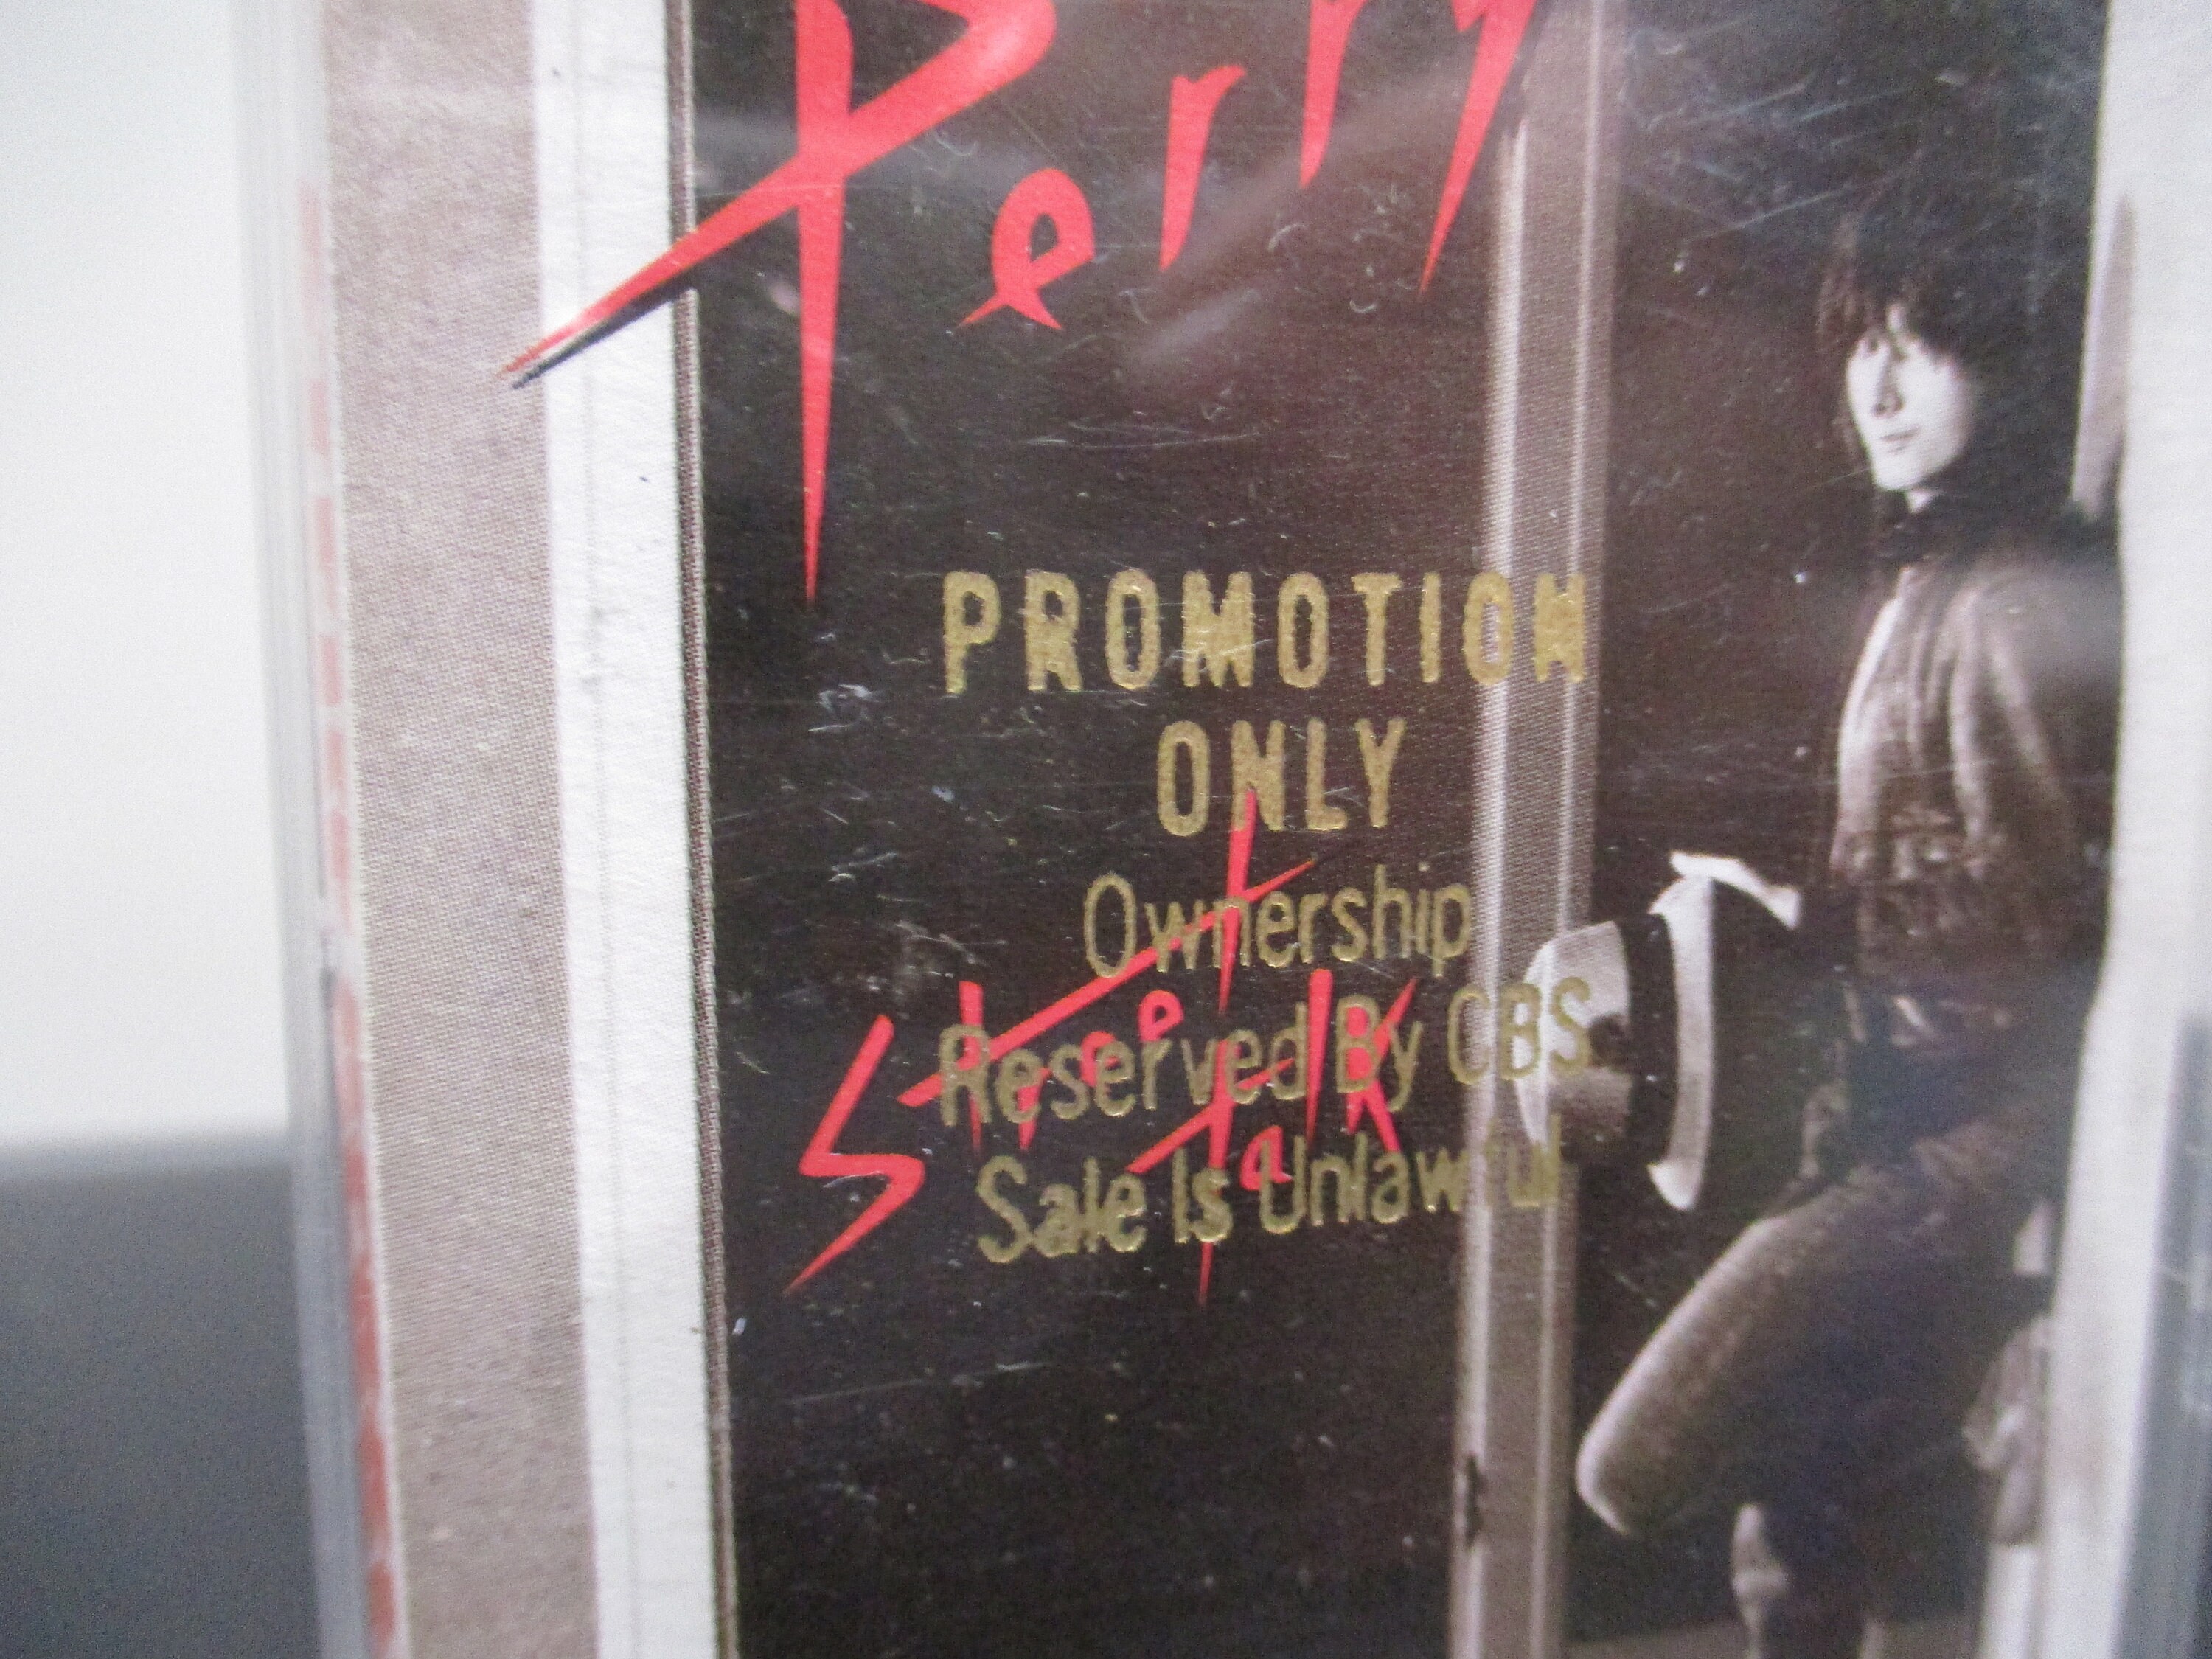 Perry
PROMOTION
ONLY
Ownership
Reserved By CBS
Sale Is Unlawful
Street
Talk